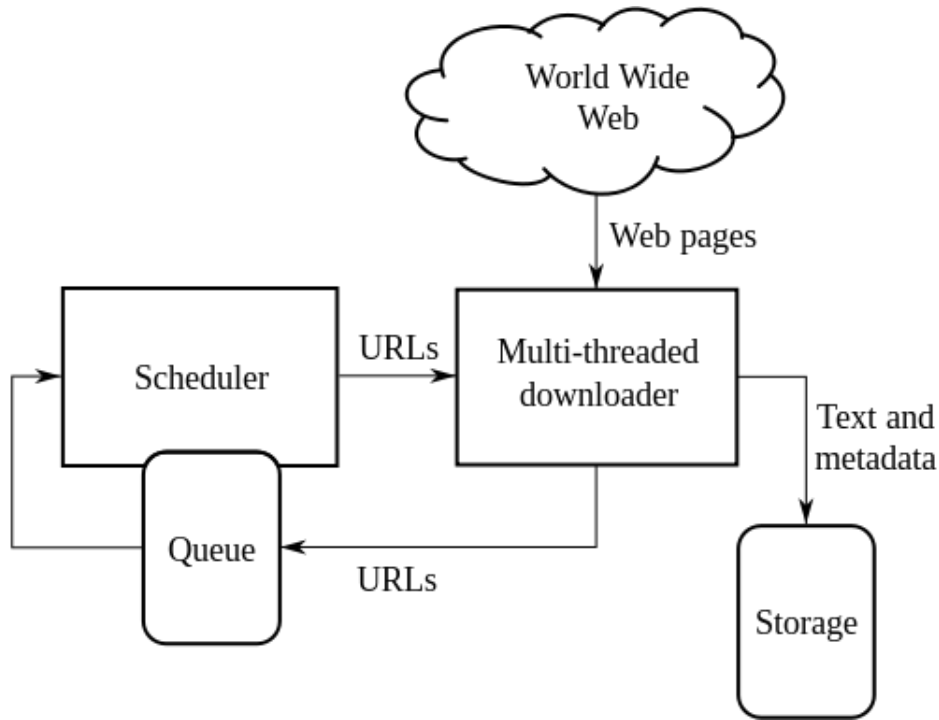 World Wide
Web
Web pages
URLs
Scheduler
Multi-threaded
downloader
Text and
metadata
Queue
URLs
Storage